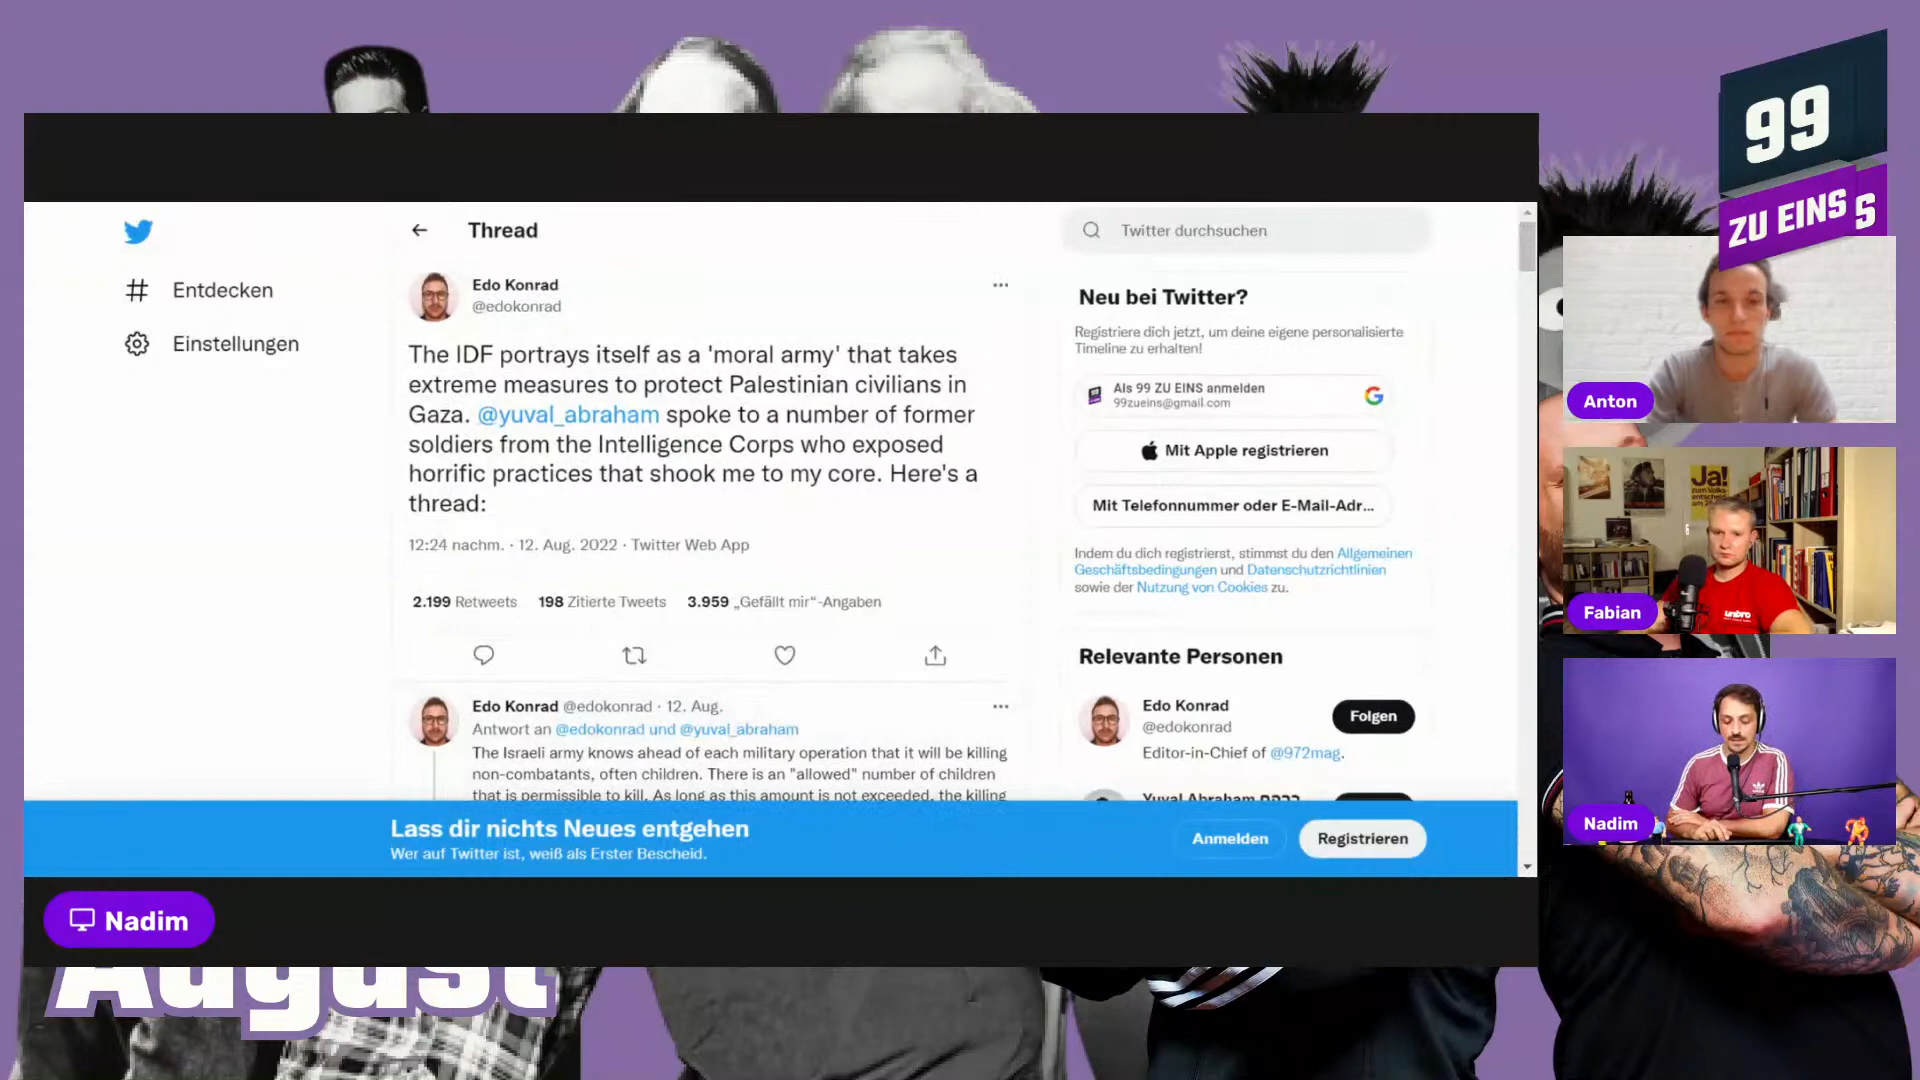 99
ZU EINS
S
Thread
Twitter durchsuchen
Entdecken
Einstellungen
Edo Konrad
@edokonrad
The IDF portrays itself as a 'moral army' that takes
extreme measures to protect Palestinian civilians in
Gaza. @yuval_abraham spoke to a number of former
soldiers from the Intelligence Corps who exposed
horrific practices that shook me to my core. Here's a
thread:
12:24 nachm. · 12. Aug. 2022 · Twitter Web App
2.199 Retweets 198 Zitierte Tweets 3.959 „Gefällt mir“-Angaben
Edo Konrad @edokonrad · 12. Aug.
Antwort an @edokonrad und @yuval_abraham
The Israeli army knows ahead of each military operation that it will be killing
non-combatants, often children. There is an "allowed" number of children
that is permissible to kill. As long as this amount is not exceeded, the killing
Neu bei Twitter?
Registriere dich jetzt, um deine eigene personalisierte
Timeline zu erhalten!
Als 99 ZU EINS anmelden
99zueins@gmail.com
Mit Apple registrieren
Mit Telefonnummer oder E-Mail-Adr...
Indem du dich registrierst, stimmst du den Allgemeinen
Geschäftsbedingungen und Datenschutzrichtlinien
sowie der Nutzung von Cookies zu.
Relevante Personen
Edo Konrad
@edokonrad
Folgen
Editor-in-Chief of @972mag.
Yuval Abraham
Lass dir nichts Neues entgehen
Wer auf Twitter ist, weiß als Erster Bescheid.
Anmelden
Registrieren
Anton
Ja!
zum Volks-
entscheid
umbro
Fabian
Nadim
Nadim
August